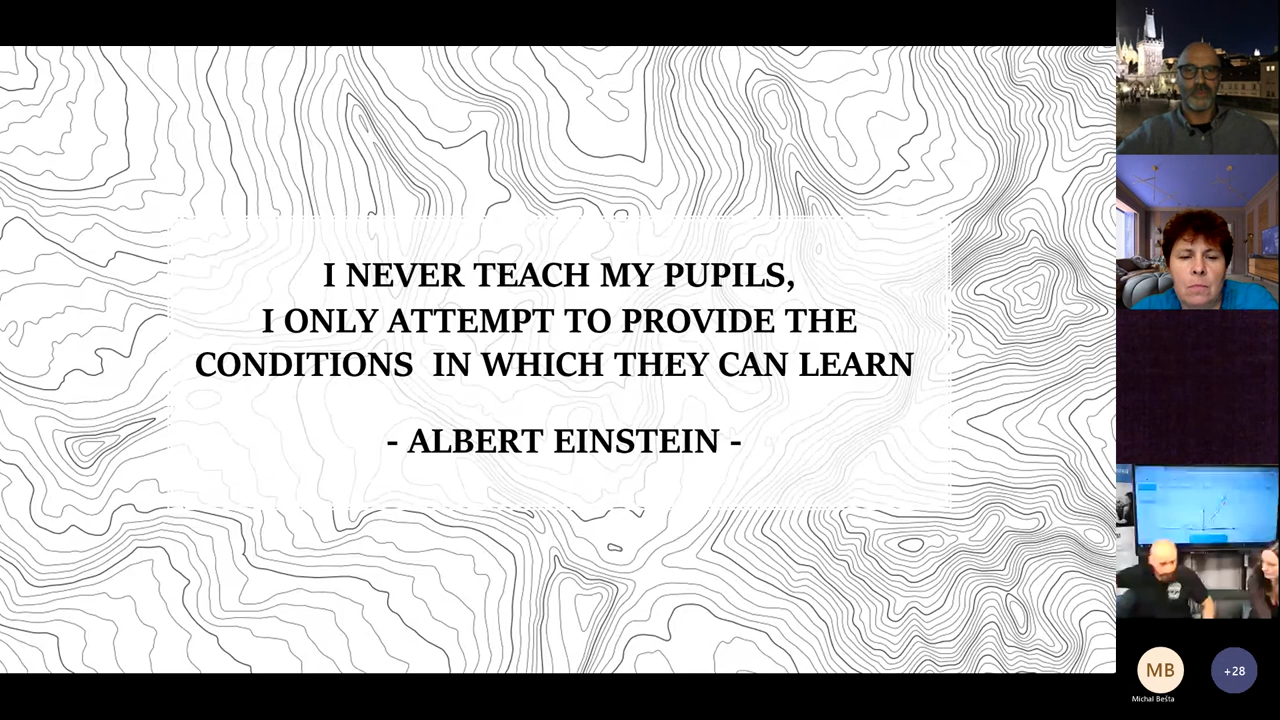 I NEVER TEACH MY PUPILS,
I ONLY ATTEMPT TO PROVIDE THE
CONDITIONS  IN WHICH THEY CAN LEARN
- ALBERT EINSTEIN -
MB
+28
Michal Bešta